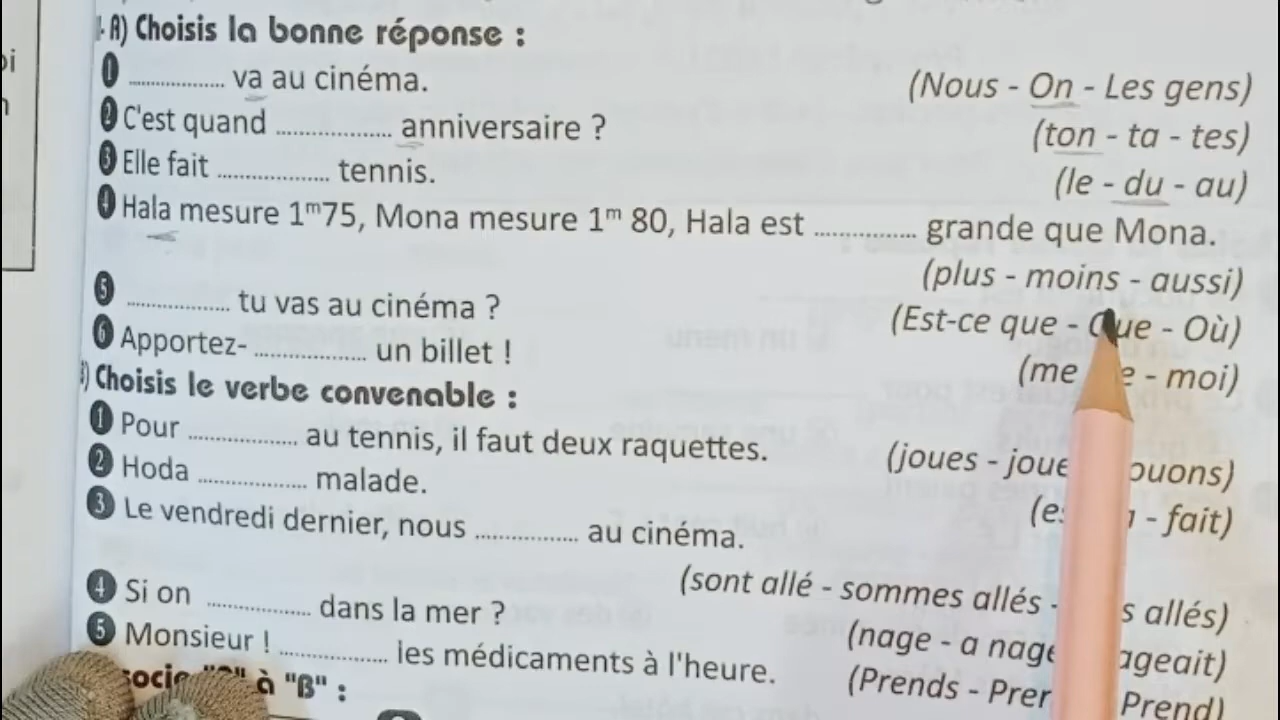 A) Choisis la bonne réponse :
1 .................. va au cinéma. (Nous - On - Les gens)
2 C'est quand .................. anniversaire ? (ton - ta - tes)
3 Elle fait .................. tennis. (le - du - au)
4 Hala mesure 1m75, Mona mesure 1m 80, Hala est .................. grande que Mona.
(plus - moins - aussi)
5 .................. tu vas au cinéma ? (Est-ce que - Que - Où)
6 Apportez- .................. un billet ! (me - moi)
Choisis le verbe convenable :
1 Pour .................. au tennis, il faut deux raquettes. (joues -
2 Hoda .................. malade. - fait)
3 Le vendredi dernier, nous .................. au cinéma.
(sont allé - sommes allés - allés)
4 Si on .................. dans la mer ? (nage - a
5 Monsieur ! .................. les médicaments à l'heure. (Prends - Prend)
à "B" :